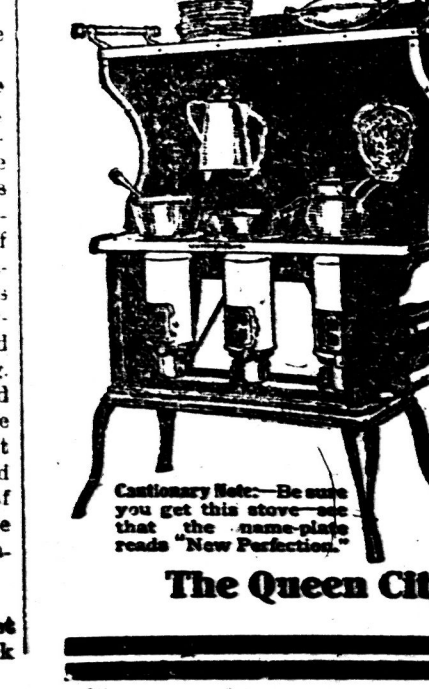 Cautionary Note:—Be sure
you get this stove—see
that the name-plate
reads "New Perfection."
The Queen Cit